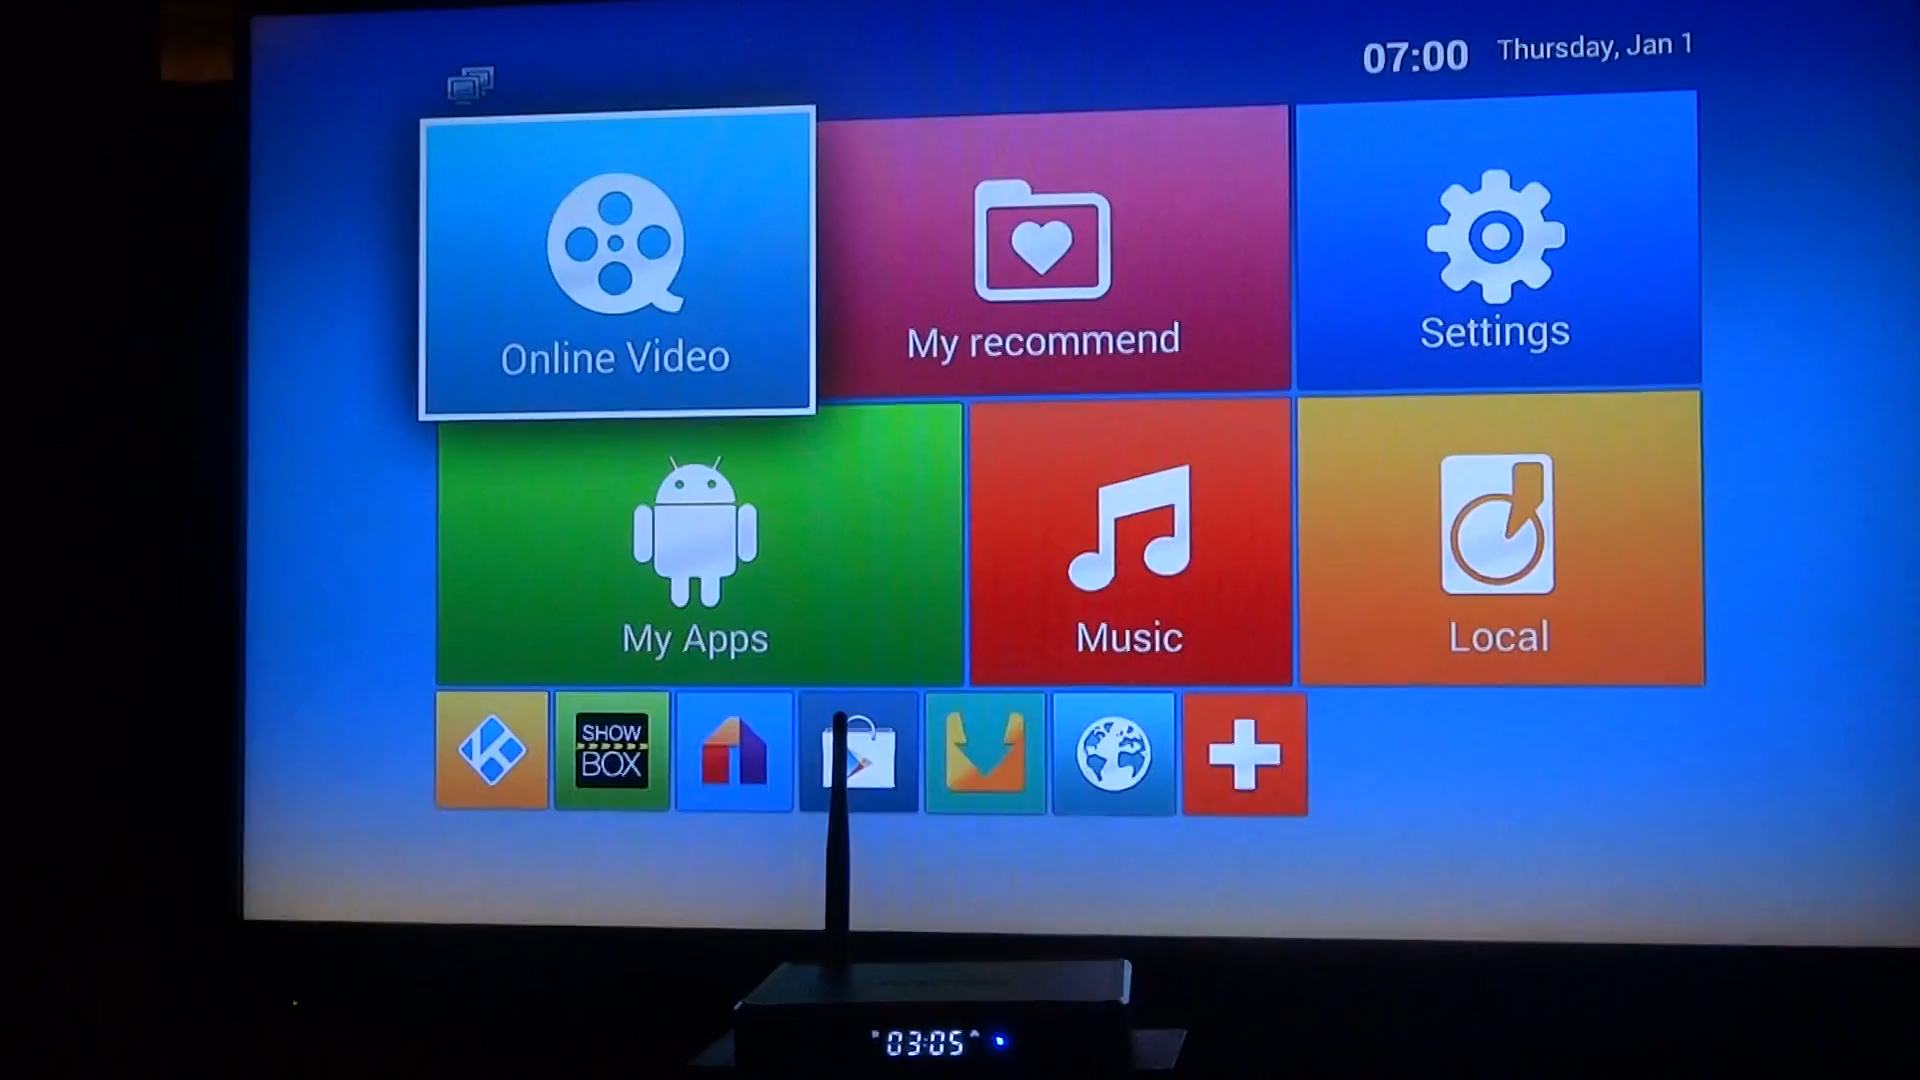 07:00 Thursday, Jan 1
Online Video
My recommend
Settings
My Apps
Music
Local
SHOW
BOX
03:05